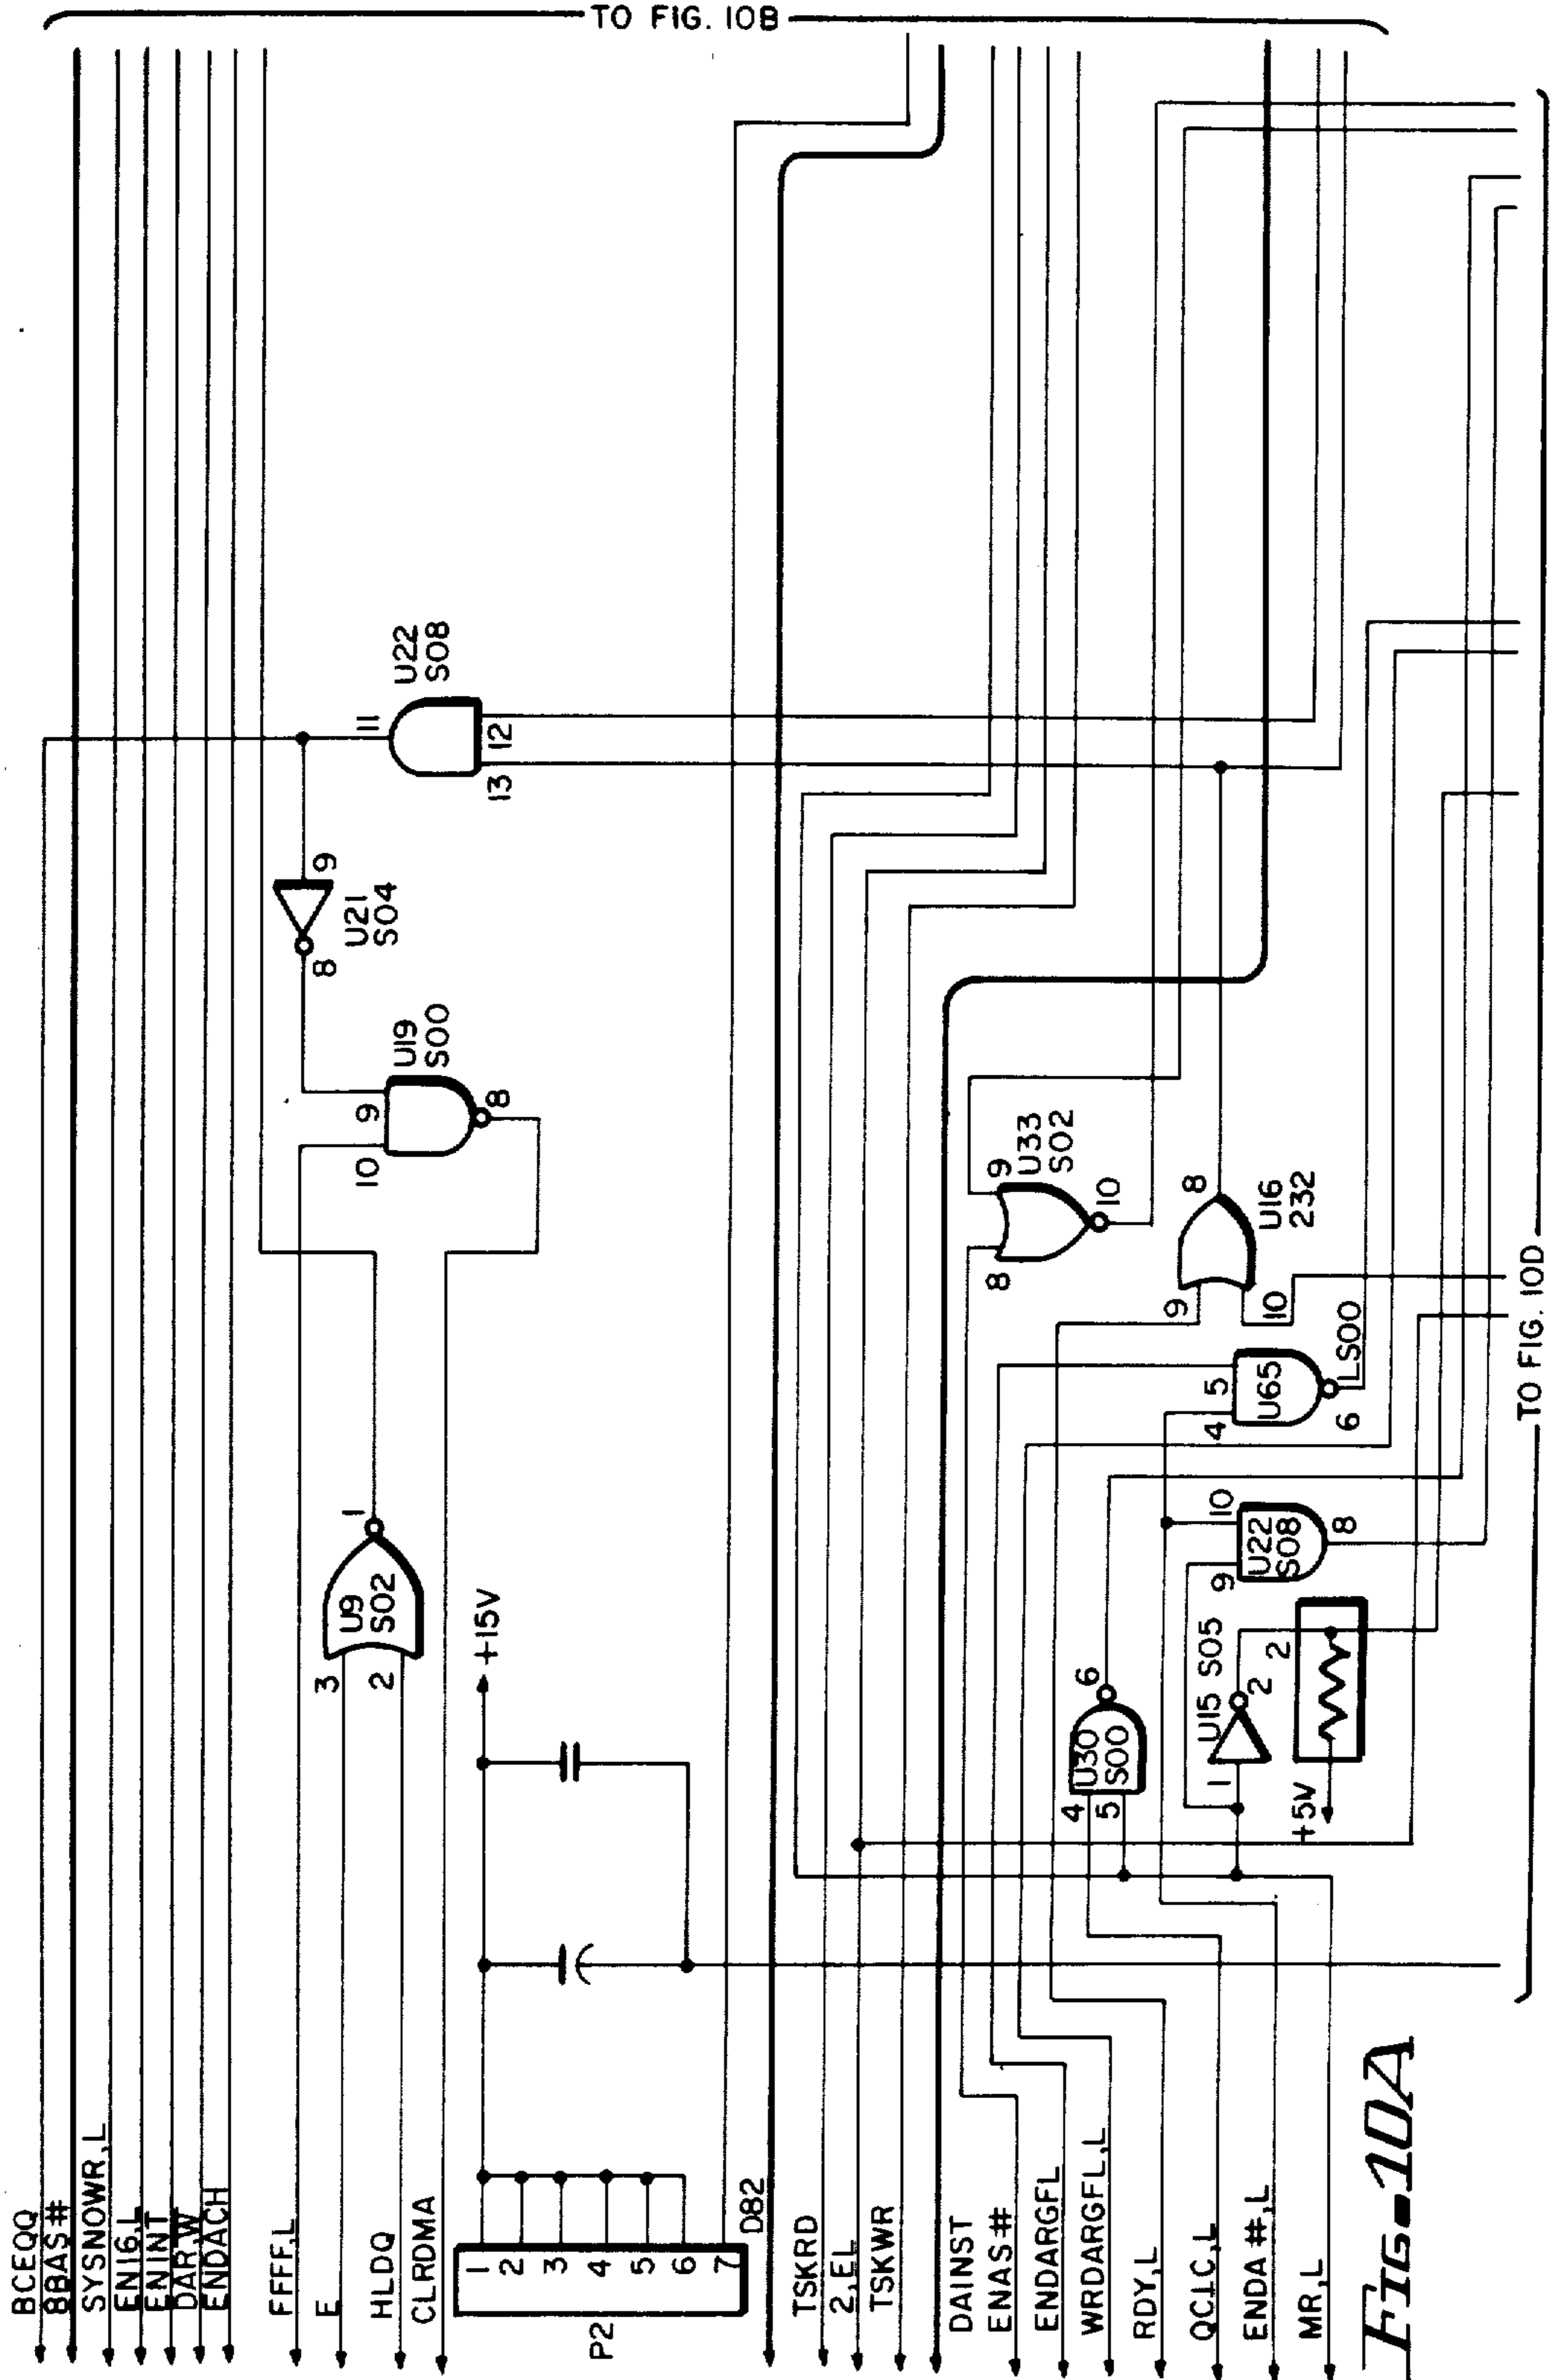 TO FIG. 10B
BCEQQ
8BAS#
SYSNOWR,L
EN16,L
ENINT
DAR,W
ENDACH
FFFF,L
E
HLDQ
CLRDMA
U22
S08
11
12
13
9
U21
S04
8
U19
S00
9
10
8
1
U9
S02
3
2
+15V
P2
1
2
3
4
5
6
7
D82
TSKRD
2,EL
TSKWR
DAINST
ENAS#
ENDARGFL
WRDARGFL,L
RDY,L
QC1C,L
ENDA#,L
MR,L
9
U33
S02
8
10
8
U16
232
9
10
5
4
U65
LS00
6
10
9
U22
S08
8
6
U30
S00
4
5
U15 S05
1
2
2
+5V
TO FIG. 10D
FIG-10A